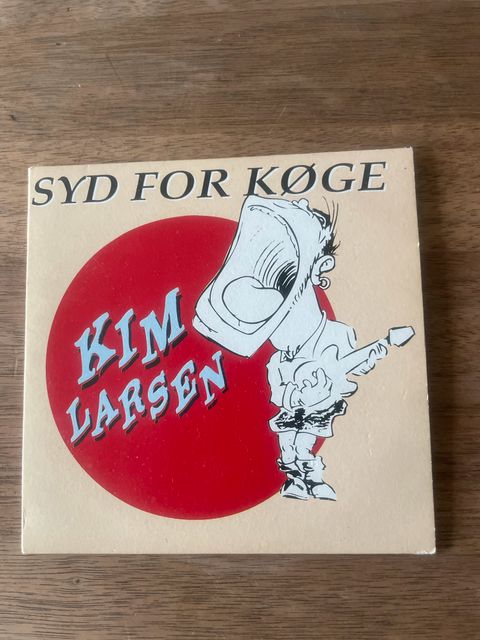 SYD FOR KØGE
KIM
LARSEN